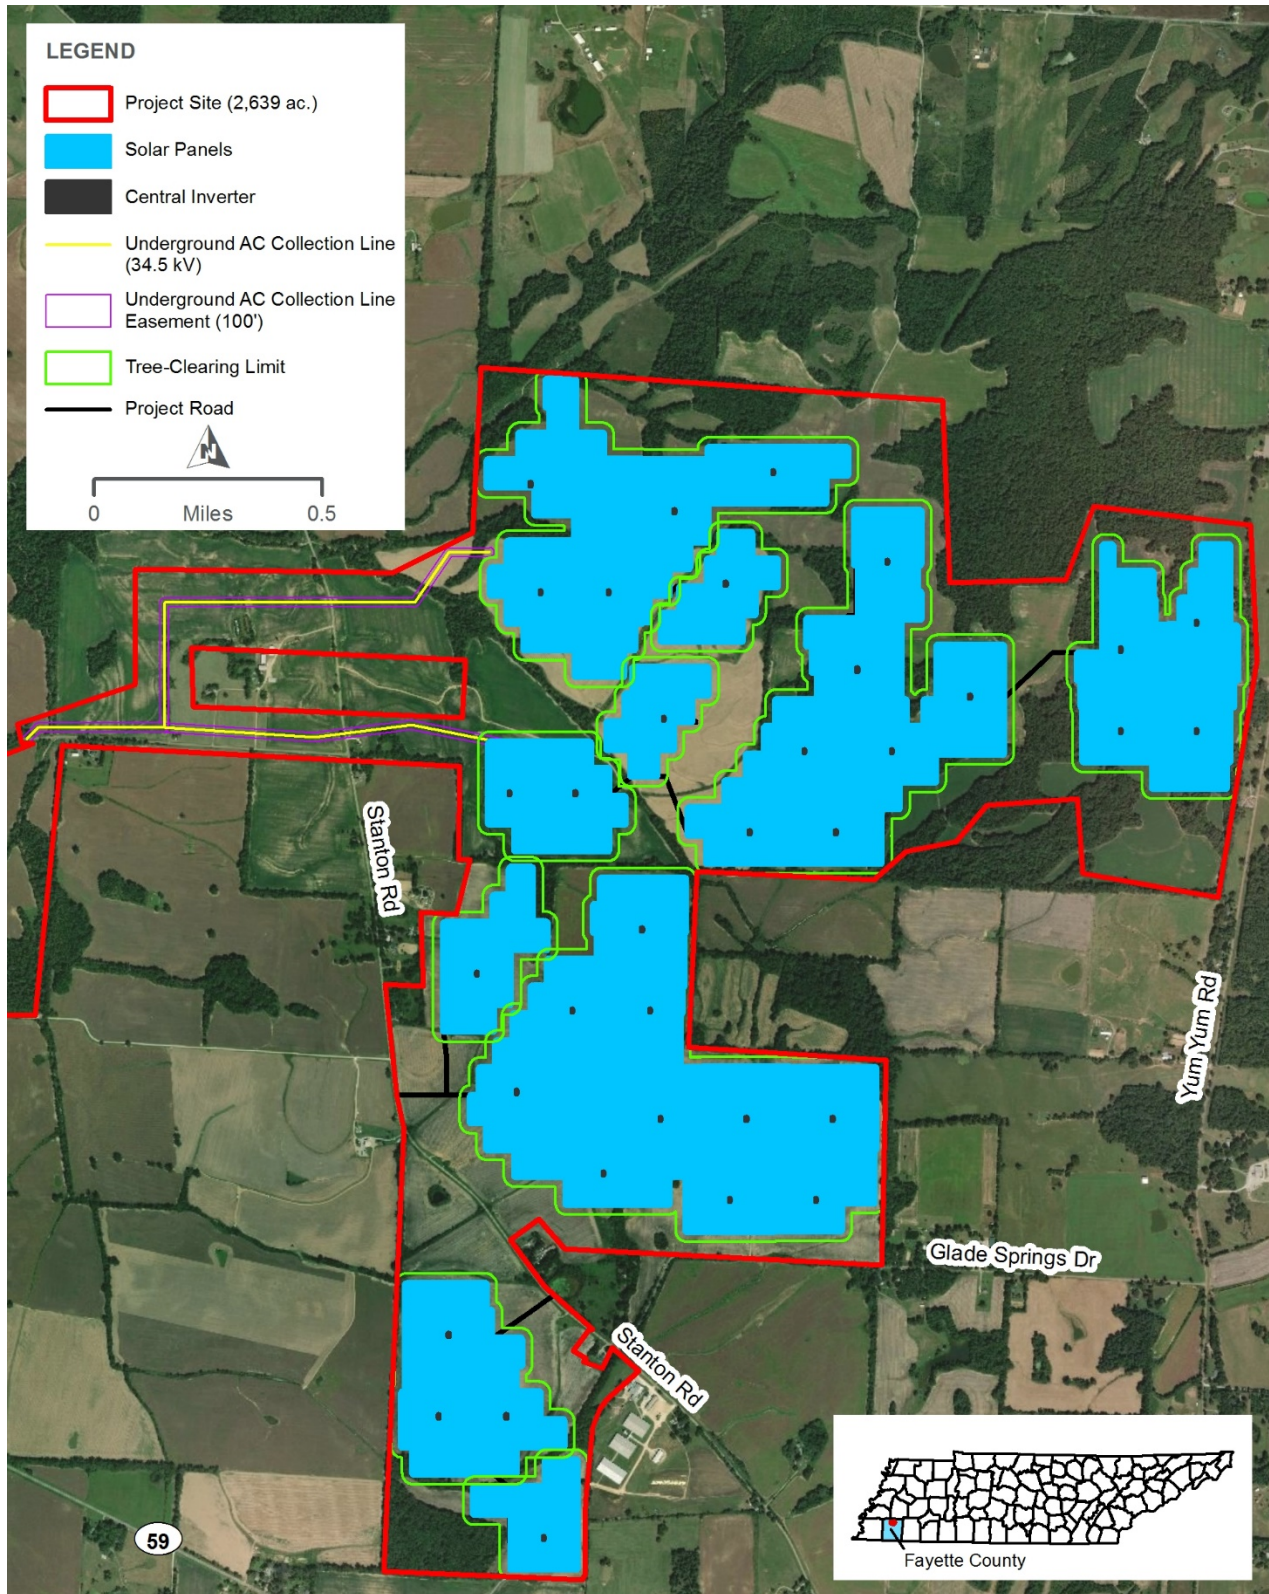 LEGEND
Project Site (2,639 ac.)
Solar Panels
Central Inverter
Underground AC Collection Line
(34.5 kV)
Underground AC Collection Line
Easement (100')
Tree-Clearing Limit
Project Road
N
0 Miles 0.5
Stanton Rd
Yum Yum Rd
Glade Springs Dr
Stanton Rd
59
Fayette County